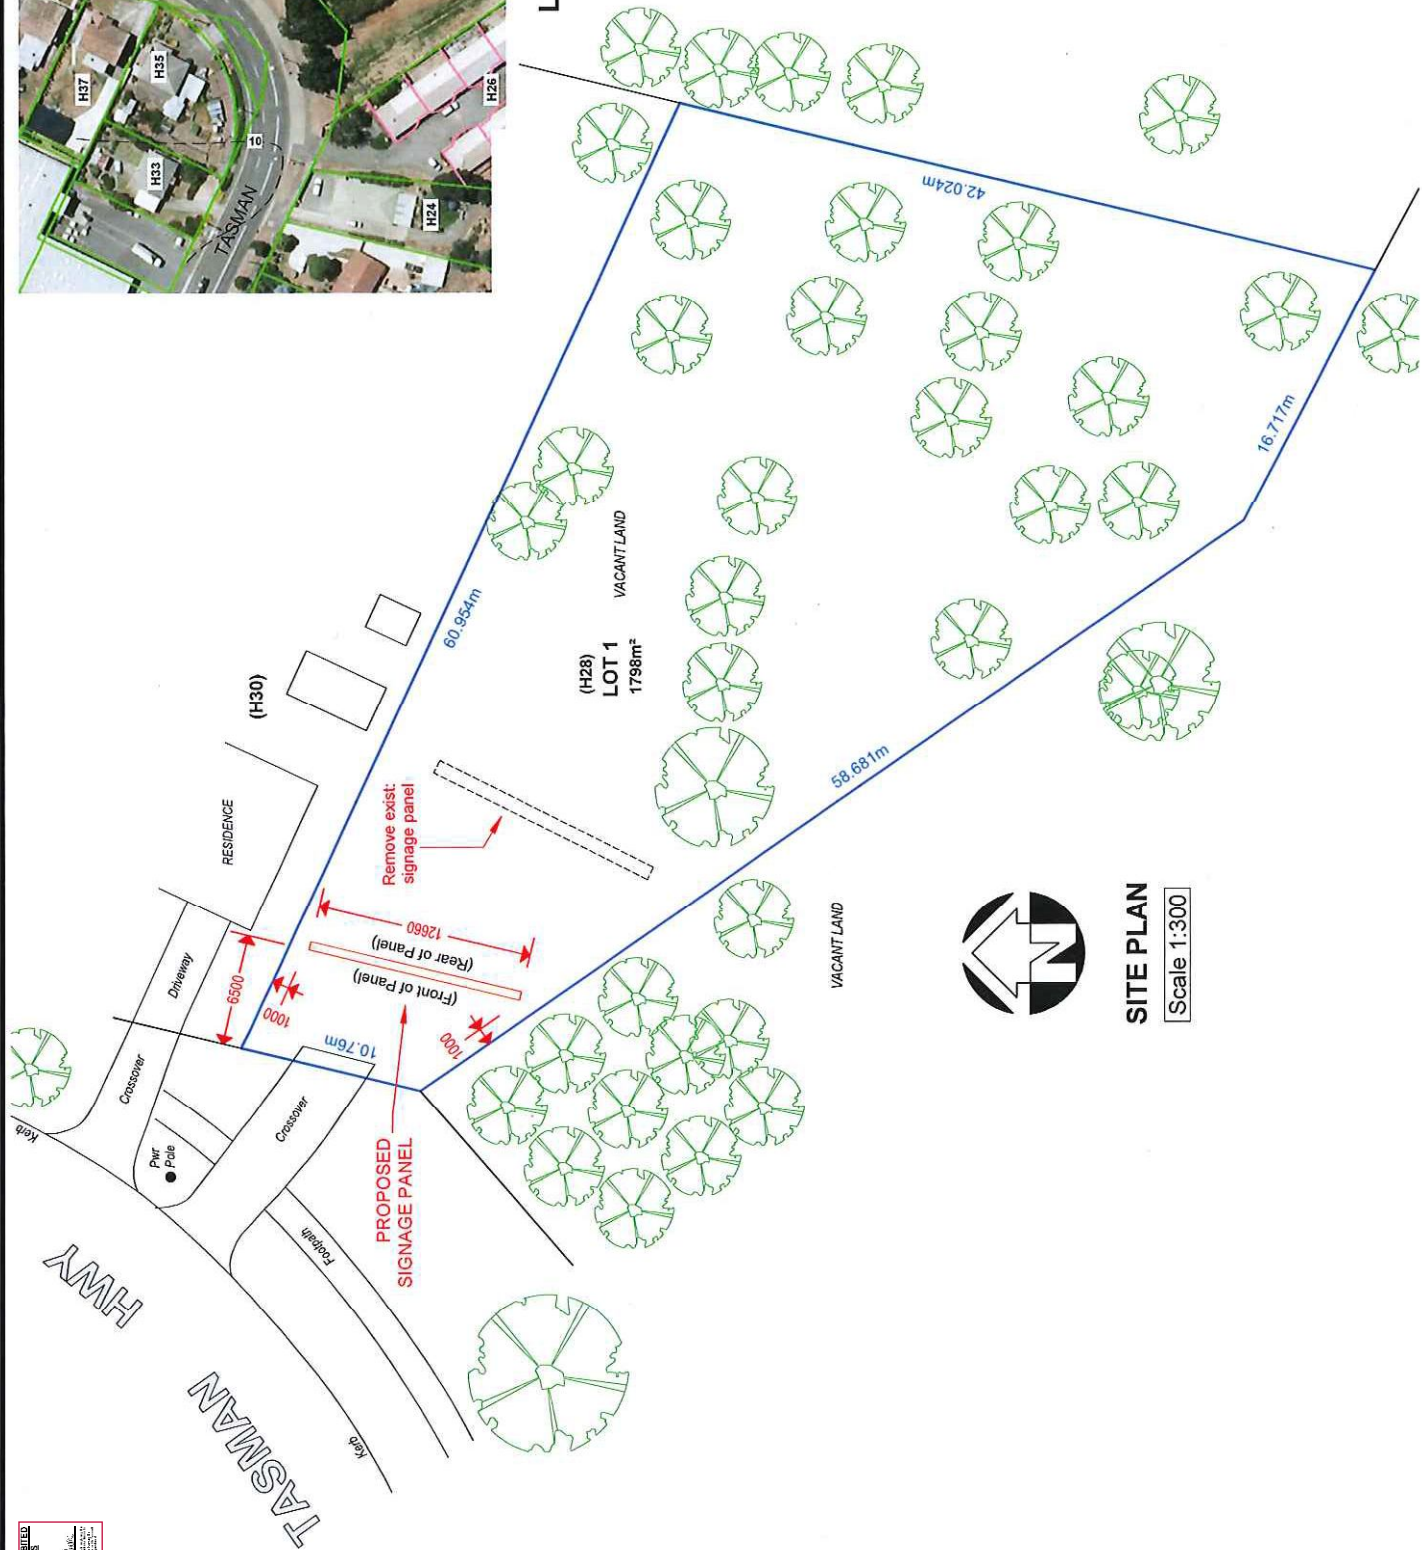 H37
H35
H33
10
TASMAN
H24
H26
L
42.024m
16.717m
60.954m
58.681m
10.76m
VACANT LAND
(H28)
LOT 1
1798m²
(H30)
RESIDENCE
Remove exist:
signage panel
12660
(Rear of Panel)
(Front of Panel)
6500
1000
1000
Driveway
Crossover
Crossover
Kerb
Pwr
Pole
Footpath
Kerb
PROPOSED
SIGNAGE PANEL
TASMAN HWY
VACANT LAND
N
SITE PLAN
Scale 1:300